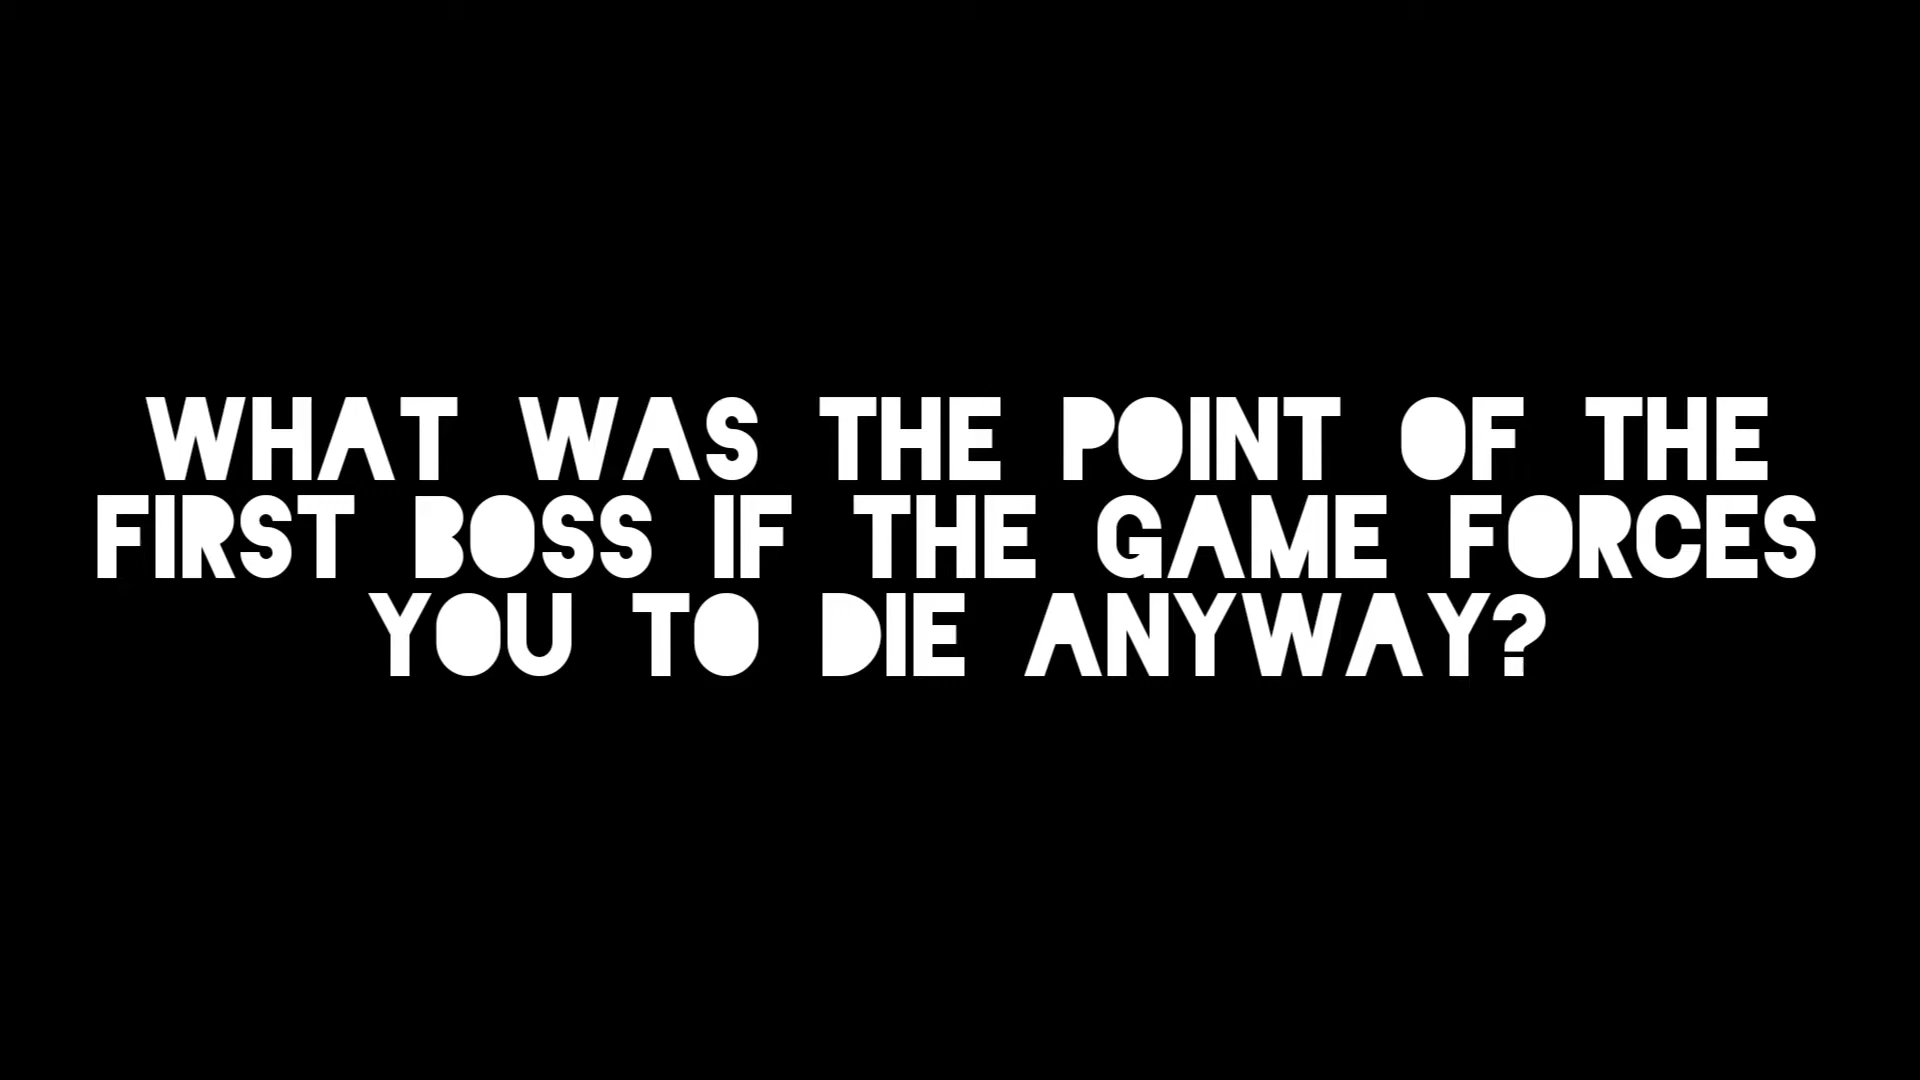 WHAT WAS THE POINT OF THE
FIRST BOSS IF THE GAME FORCES
YOU TO DIE ANYWAY?